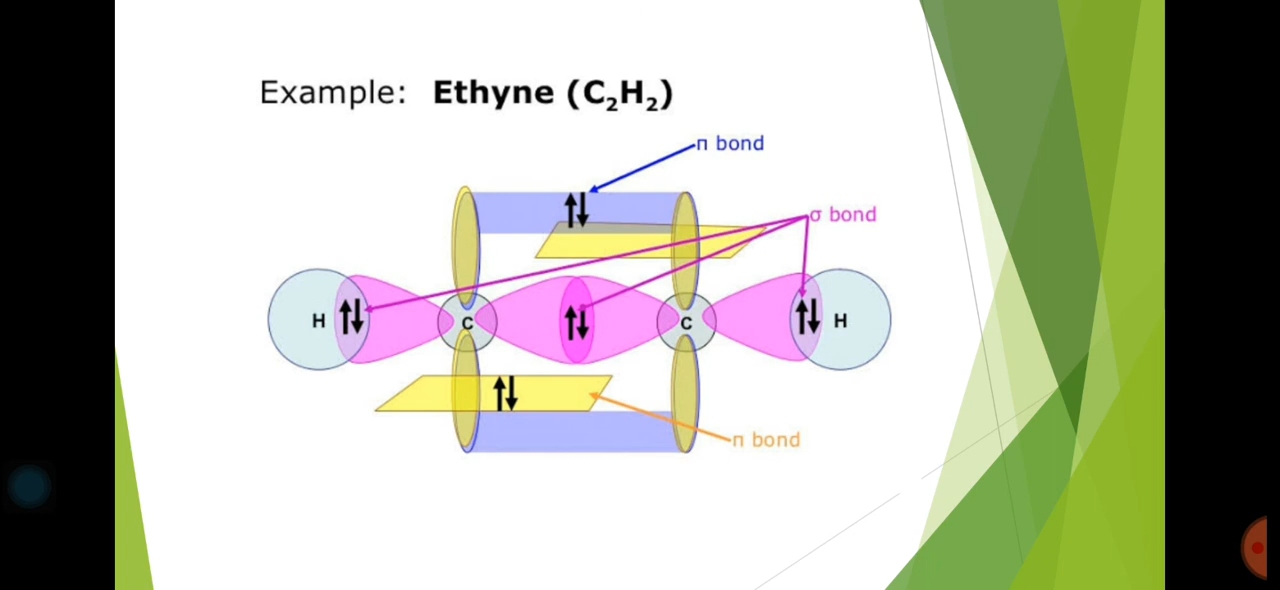 Example: Ethyne (C₂H₂)
π bond
σ bond
H
C
C
H
π bond